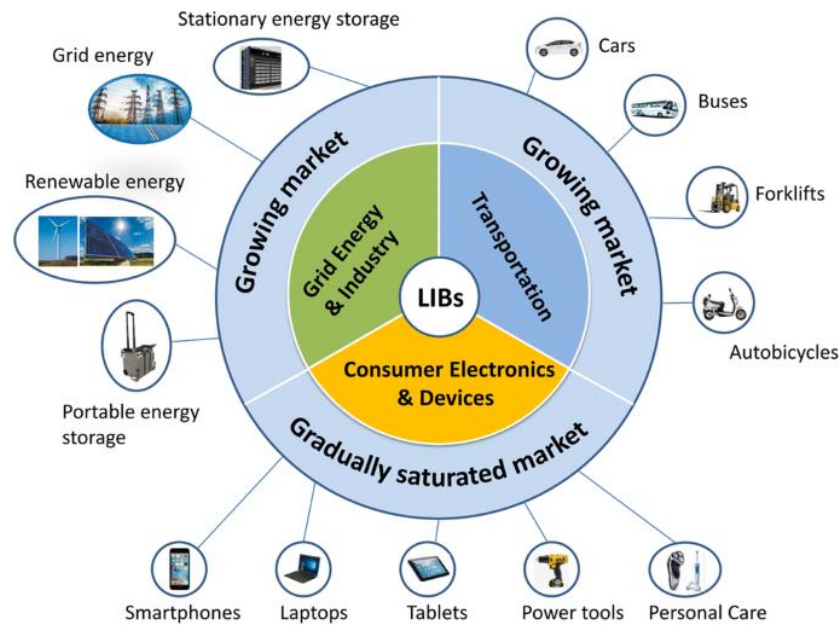 Stationary energy storage
Cars
Grid energy
Buses
Growing market
Growing market
Renewable energy
Forklifts
Grid Energy
& Industry
Transportation
LIBs
Autobicycles
Consumer Electronics
& Devices
Portable energy
storage
Gradually saturated market
Smartphones
Laptops
Tablets
Power tools
Personal Care